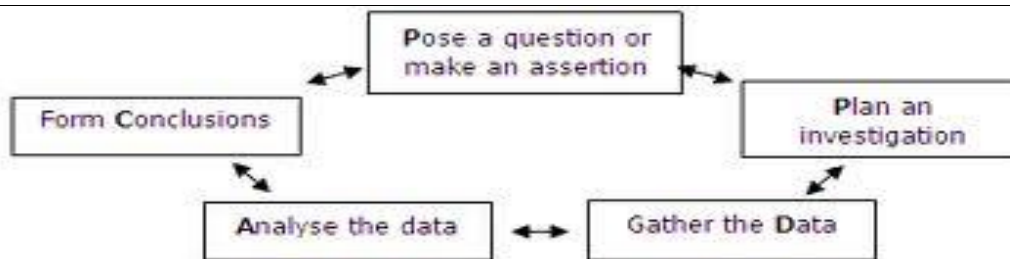 Pose a question or
make an assertion
Plan an
investigation
Gather the Data
Analyse the data
Form Conclusions